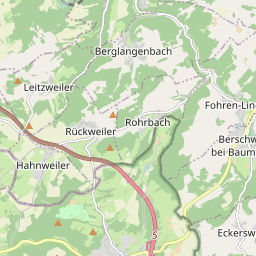 Berglangenbach
Leitzweiler
Fohren-Lin
Rohrbach
Rückweiler
Berschw
bei Baum
Hahnweiler
Eckersw